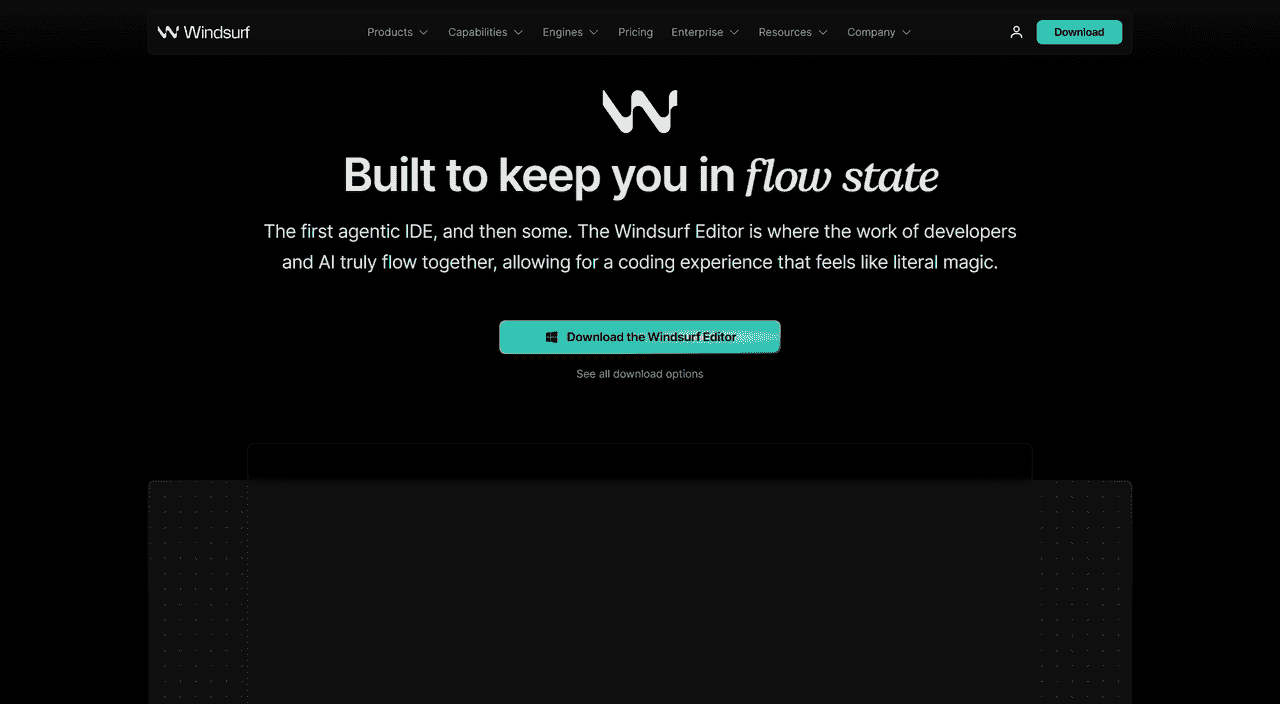 Windsurf
Products
Capabilities
Engines
Pricing
Enterprise
Resources
Company
Download
Built to keep you in flow state
The first agentic IDE, and then some. The Windsurf Editor is where the work of developers
and AI truly flow together, allowing for a coding experience that feels like literal magic.
Download the Windsurf Editor
See all download options